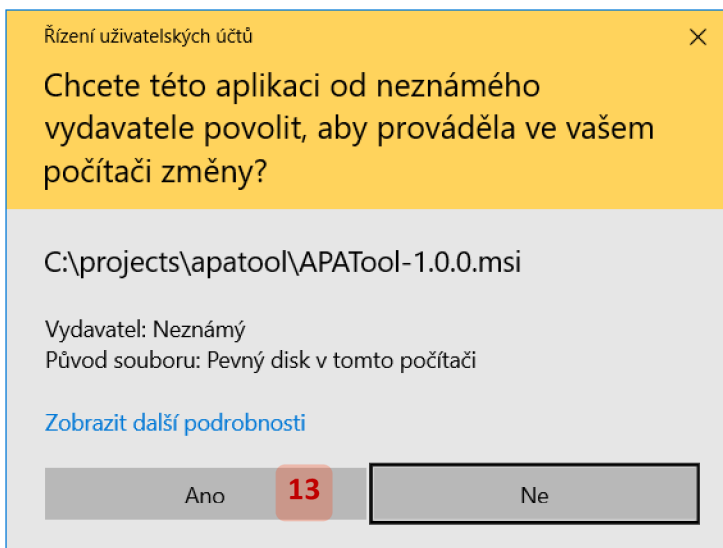 Řízení uživatelských účtů
Chcete této aplikaci od neznámého
vydavatele povolit, aby prováděla ve vašem
počítači změny?
C:\projects\apatool\APATool-1.0.0.msi
Vydavatel: Neznámý
Původ souboru: Pevný disk v tomto počítači
Zobrazit další podrobnosti
Ano 13 Ne